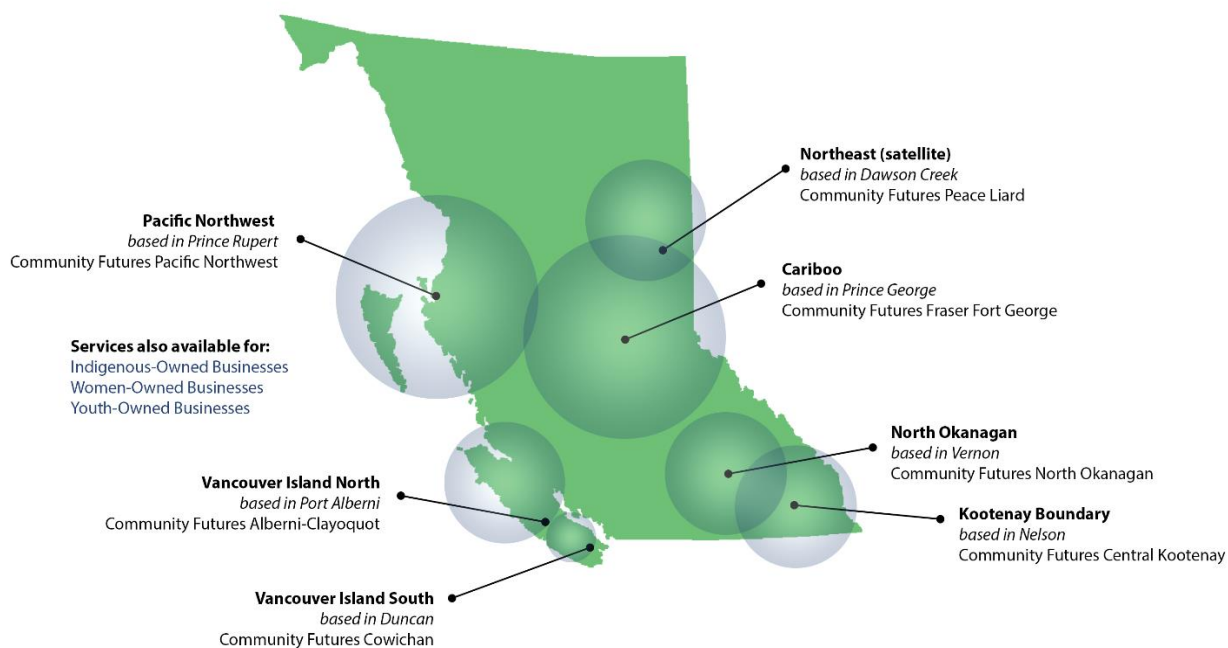 Northeast (satellite)
based in Dawson Creek
Community Futures Peace Liard
Pacific Northwest
based in Prince Rupert
Community Futures Pacific Northwest
Cariboo
based in Prince George
Community Futures Fraser Fort George
Services also available for:
Indigenous-Owned Businesses
Women-Owned Businesses
Youth-Owned Businesses
North Okanagan
based in Vernon
Community Futures North Okanagan
Vancouver Island North
based in Port Alberni
Community Futures Alberni-Clayoquot
Kootenay Boundary
based in Nelson
Community Futures Central Kootenay
Vancouver Island South
based in Duncan
Community Futures Cowichan